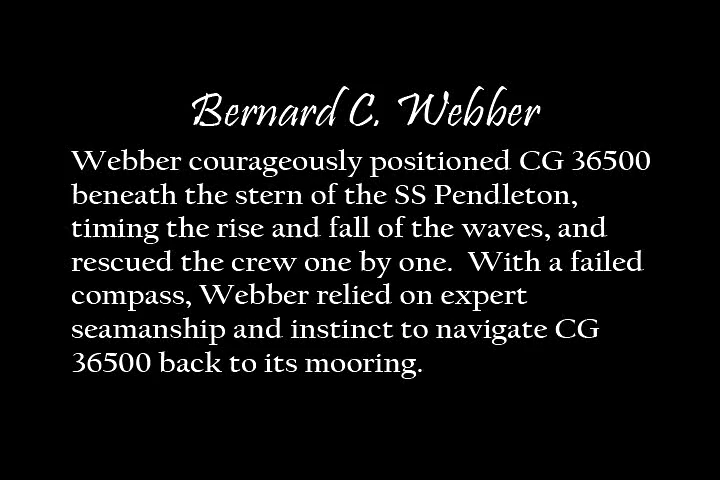 Bernard C. Webber
Webber courageously positioned CG 36500
beneath the stern of the SS Pendleton,
timing the rise and fall of the waves, and
rescued the crew one by one.  With a failed
compass, Webber relied on expert
seamanship and instinct to navigate CG
36500 back to its mooring.